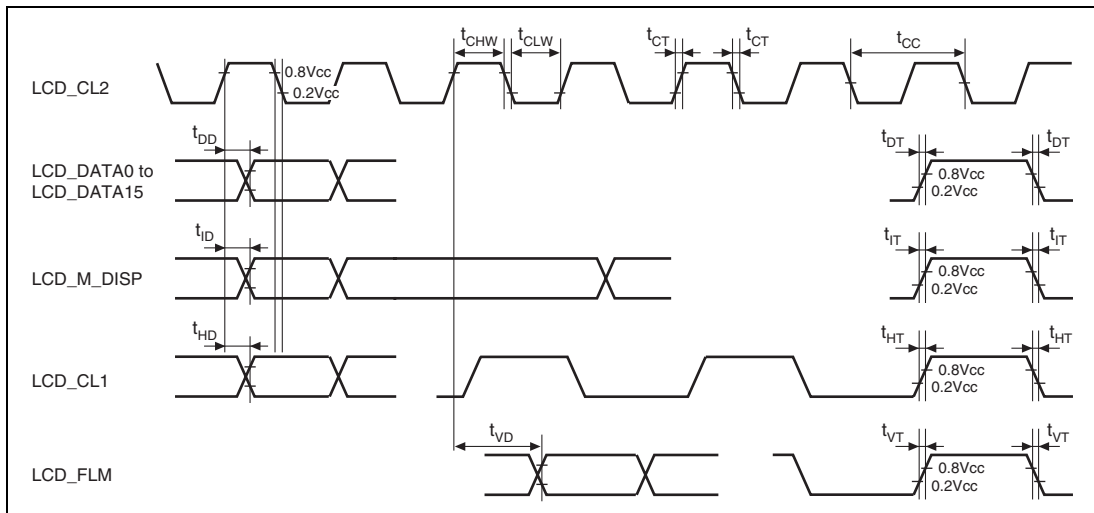 tCHW tCLW tCT tCT tCC
LCD_CL2
0.8Vcc
0.2Vcc
tDD
tDT tDT
LCD_DATA0 to
LCD_DATA15
0.8Vcc
0.2Vcc
tID
tIT tIT
LCD_M_DISP
0.8Vcc
0.2Vcc
tHD
tHT tHT
LCD_CL1
0.8Vcc
0.2Vcc
tVD
tVT tVT
LCD_FLM
0.8Vcc
0.2Vcc